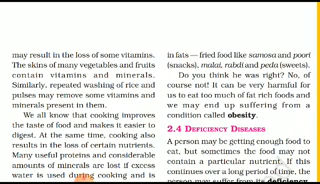 may result in the loss of some vitamins.
The skins of many vegetables and fruits
contain vitamins and minerals.
Similarly, repeated washing of rice and
pulses may remove some vitamins and
minerals present in them.
We all know that cooking improves
the taste of food and makes it easier to
digest. At the same time, cooking also
results in the loss of certain nutrients.
Many useful proteins and considerable
amounts of minerals are lost if excess
water is used during cooking and is
in fats — fried food like samosa and poori
(snacks), malai, rabdi and peda (sweets).
Do you think he was right? No, of
course not! It can be very harmful for
us to eat too much of fat rich foods and
we may end up suffering from a
condition called obesity.
2.4 DEFICIENCY DISEASES
A person may be getting enough food to
eat, but sometimes the food may not
contain a particular nutrient. If this
continues over a long period of time, the
person may suffer from its deficiency.